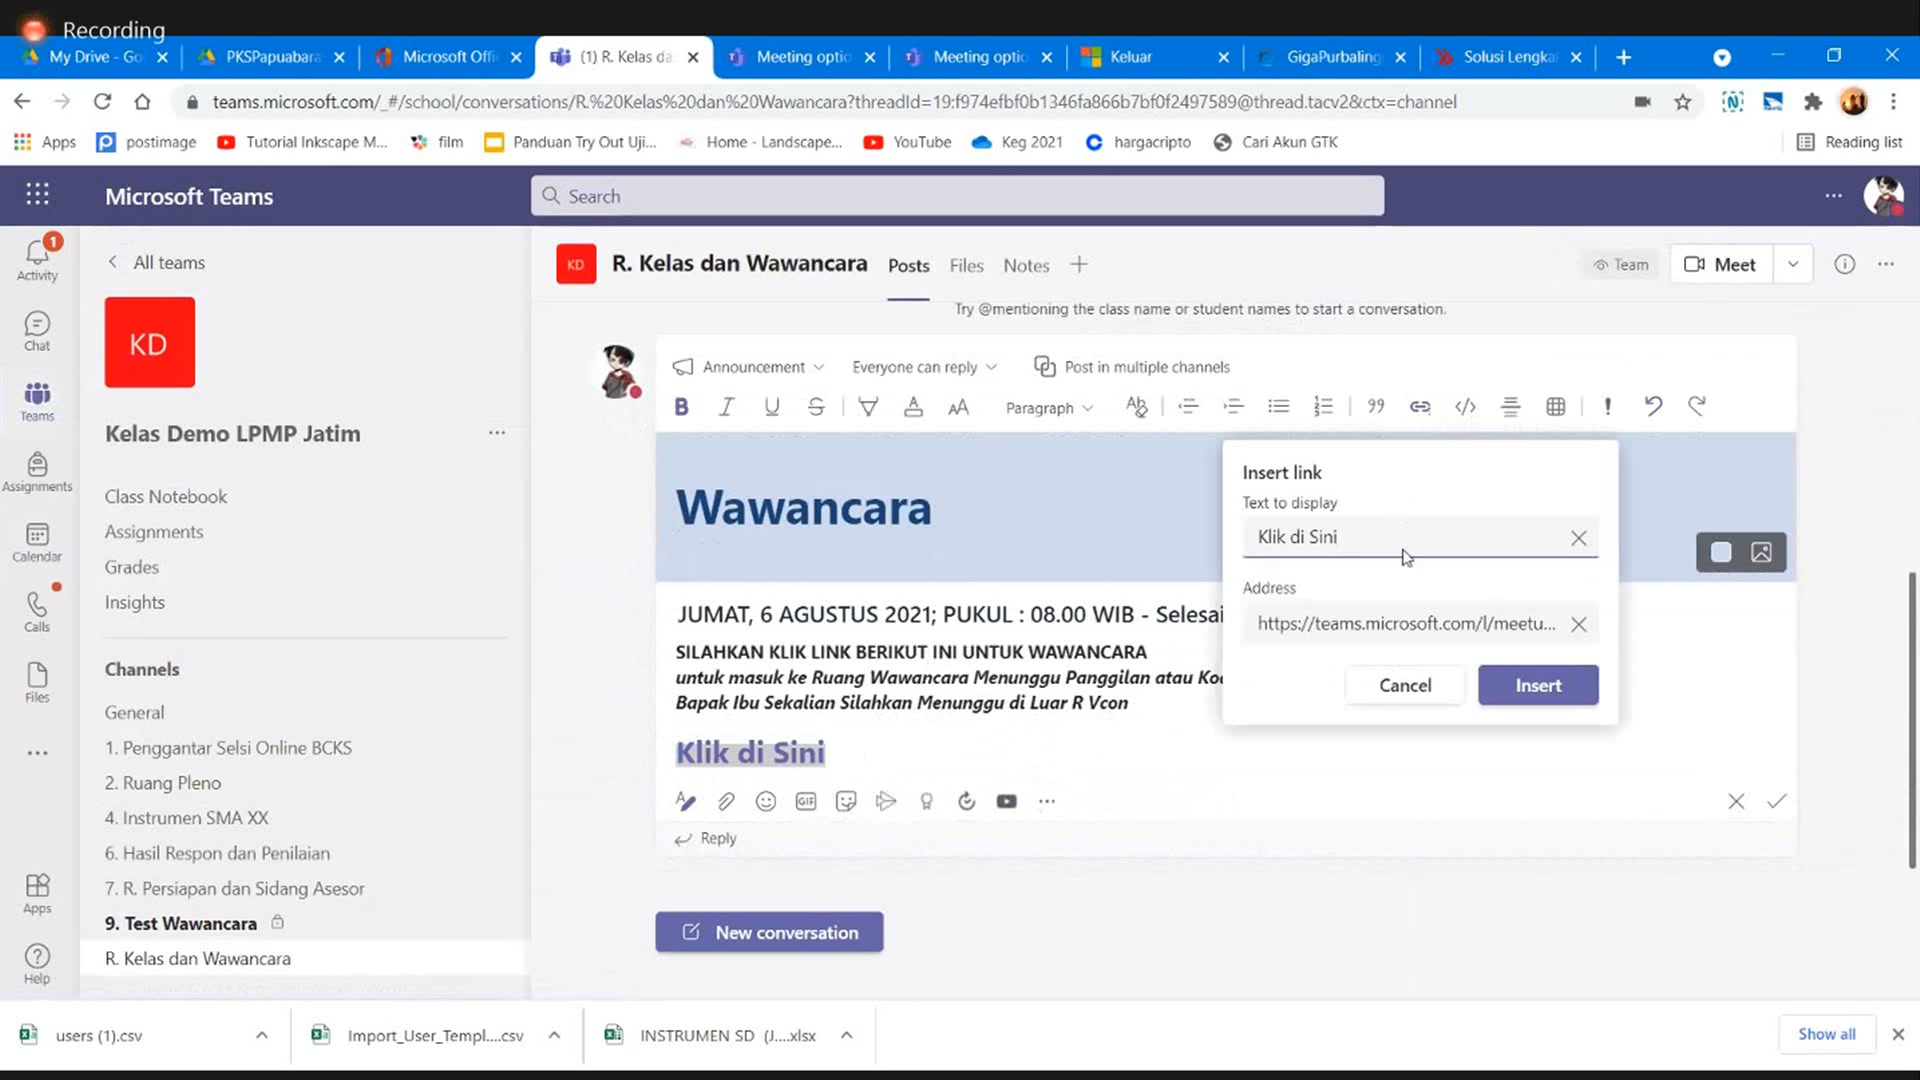 Recording
My Drive - Go
PKSPapuabara
Microsoft Offi
(1) R. Kelas da
Meeting optio
Meeting optio
Keluar
GigaPurbaling
Solusi Lengka
teams.microsoft.com/_#/school/conversations/R.%20Kelas%20dan%20Wawancara?threadId=19:f974efbf0b1346fa866b7bf0f2497589@thread.tacv2&ctx=channel
Apps
postimage
Tutorial Inkscape M...
film
Panduan Try Out Uji...
Home - Landscape...
YouTube
Keg 2021
hargacripto
Cari Akun GTK
Reading list
Microsoft Teams
Search
1
Activity
Chat
Teams
Assignments
Calendar
Calls
Files
Apps
Help
All teams
KD
Kelas Demo LPMP Jatim
Class Notebook
Assignments
Grades
Insights
Channels
General
1. Penggantar Selsi Online BCKS
2. Ruang Pleno
4. Instrumen SMA XX
6. Hasil Respon dan Penilaian
7. R. Persiapan dan Sidang Asesor
9. Test Wawancara
R. Kelas dan Wawancara
KD
R. Kelas dan Wawancara
Posts
Files
Notes
Team
Meet
Try @mentioning the class name or student names to start a conversation.
Announcement
Everyone can reply
Post in multiple channels
Paragraph
Wawancara
JUMAT, 6 AGUSTUS 2021; PUKUL : 08.00 WIB - Selesai
SILAHKAN KLIK LINK BERIKUT INI UNTUK WAWANCARA
untuk masuk ke Ruang Wawancara Menunggu Panggilan atau Ko
Bapak Ibu Sekalian Silahkan Menunggu di Luar R Vcon
Klik di Sini
GIF
Reply
Insert link
Text to display
Klik di Sini
Address
https://teams.microsoft.com/l/meetu...
Cancel
Insert
New conversation
users (1).csv
Import_User_Templ....csv
INSTRUMEN SD (J....xlsx
Show all